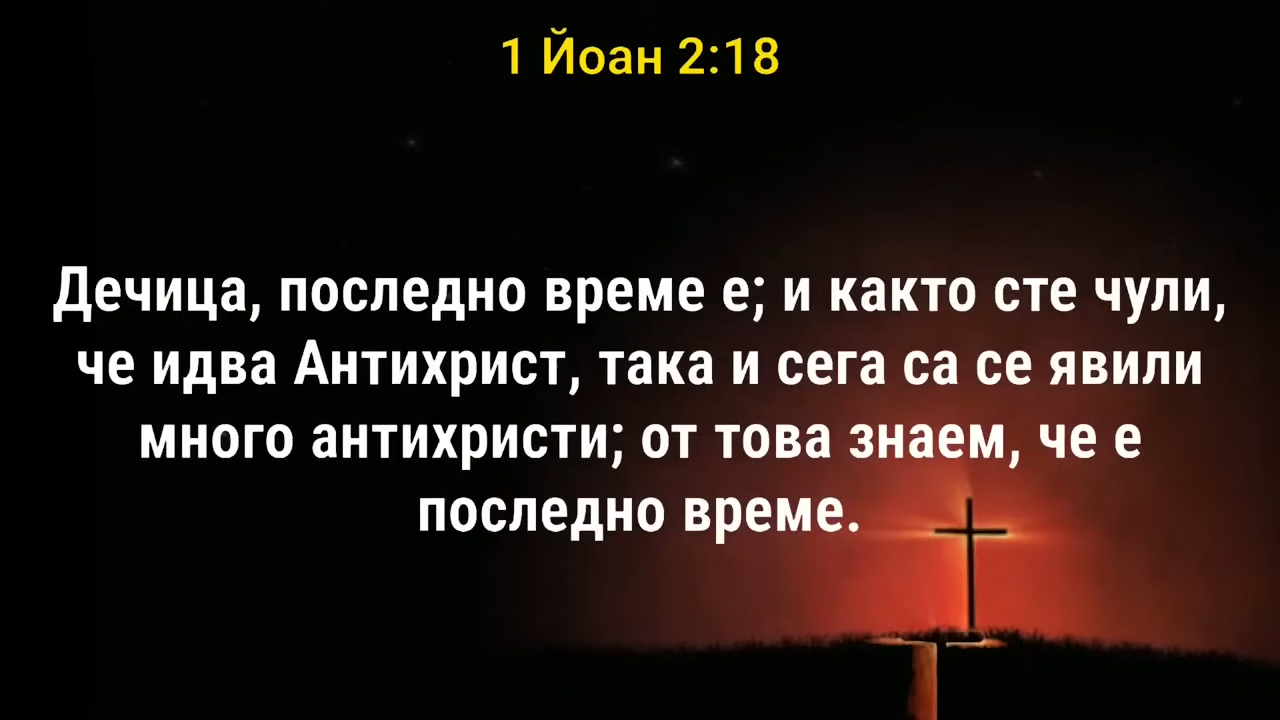 1 Йоан 2:18
Дечица, последно време е; и както сте чули,
че идва Антихрист, така и сега са се явили
много антихристи; от това знаем, че е
последно време.